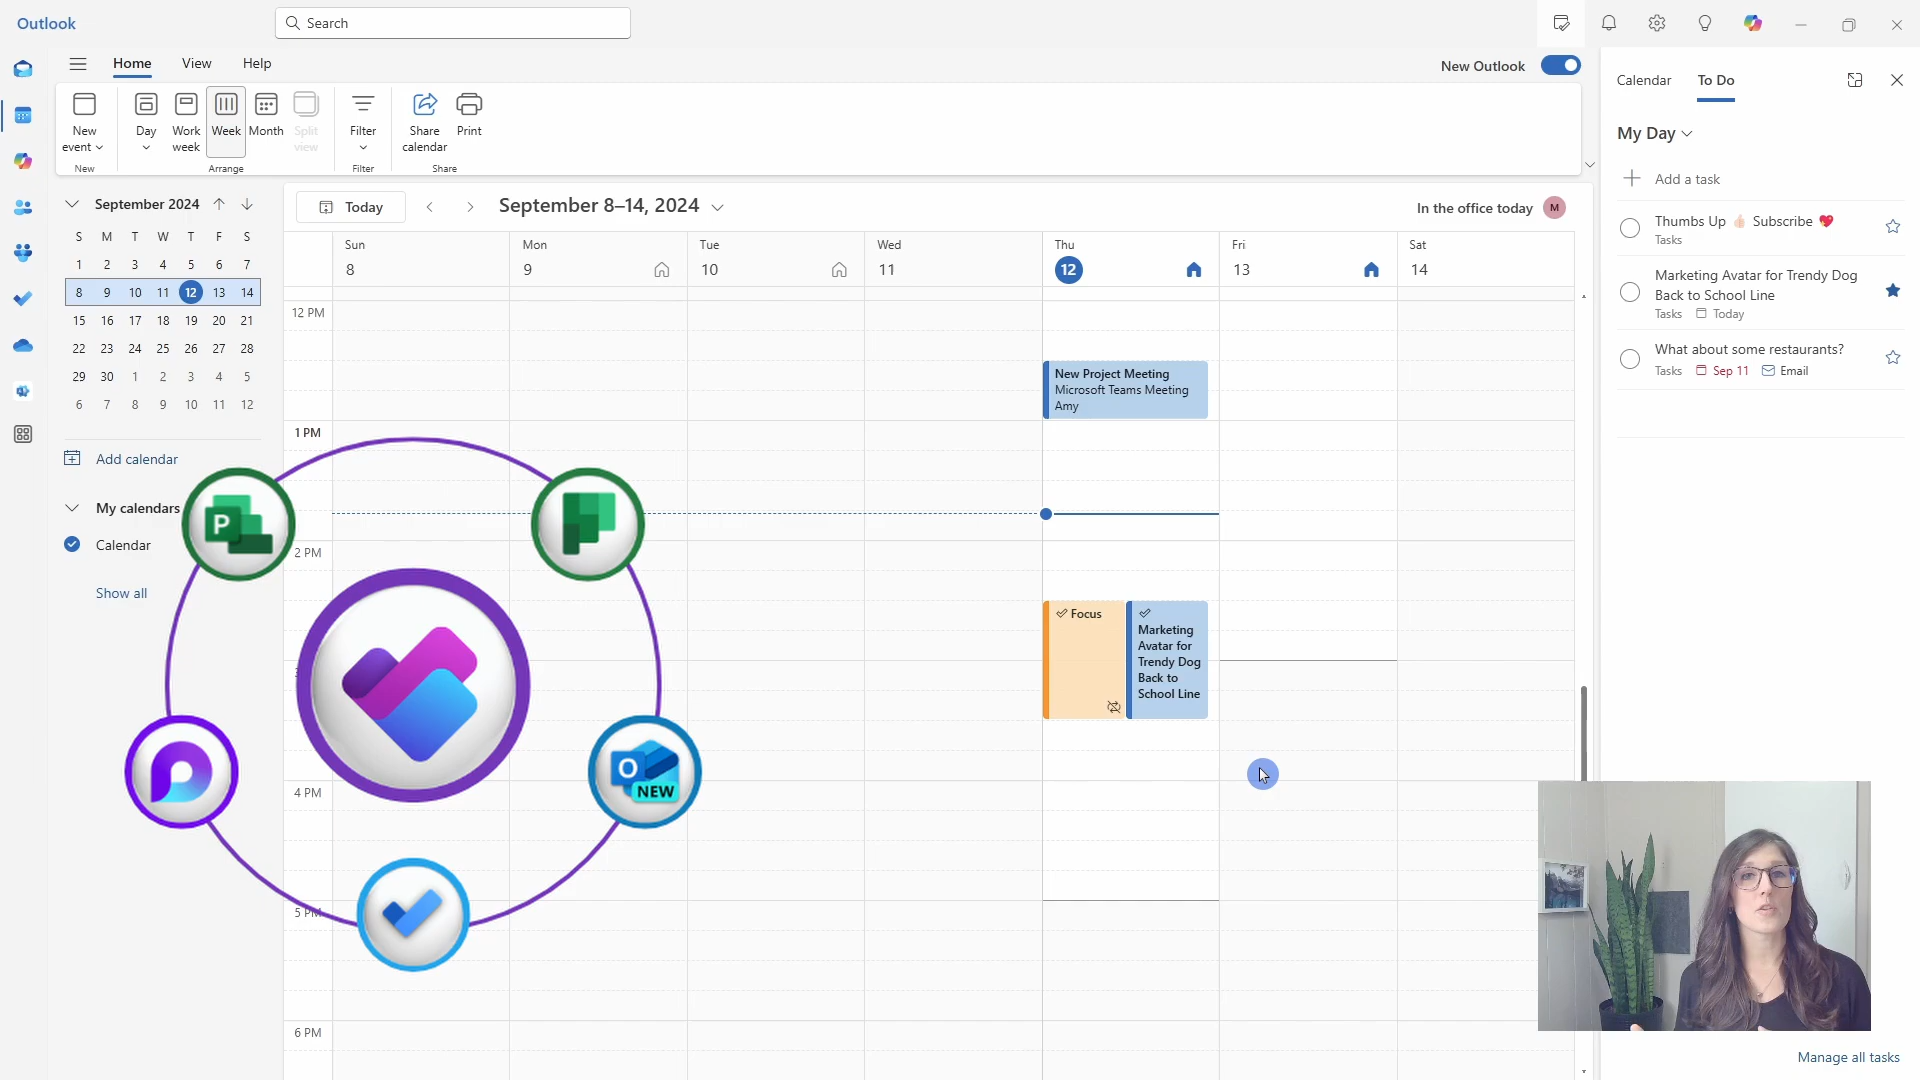 Outlook
Search
Home
View
Help
New Outlook
New
event
Day
Work
week
Week
Month
Split
view
Filter
Share
calendar
Print
New
Arrange
Filter
Share
September 2024
S M T W T F S
1 2 3 4 5 6 7
8 9 10 11 12 13 14
15 16 17 18 19 20 21
22 23 24 25 26 27 28
29 30 1 2 3 4 5
6 7 8 9 10 11 12
Add calendar
My calendars
Calendar
Show all
Today
September 8–14, 2024
In the office today
M
Sun
8
Mon
9
Tue
10
Wed
11
Thu
12
Fri
13
Sat
14
12 PM
New Project Meeting
Microsoft Teams Meeting
Amy
1 PM
2 PM
Focus
Marketing
Avatar for
Trendy Dog
Back to
School Line
4 PM
5 PM
6 PM
P
O
NEW
Calendar
To Do
My Day
Add a task
Thumbs Up 👍🏻 Subscribe 💖
Tasks
Marketing Avatar for Trendy Dog
Back to School Line
Tasks Today
What about some restaurants?
Tasks Sep 11 Email
Manage all tasks